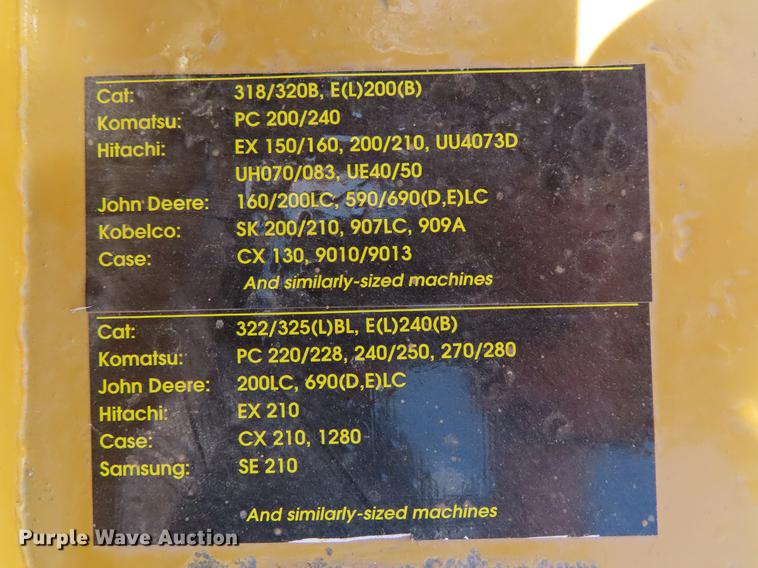 Cat: 318/320B, E(L)200(B)
Komatsu: PC 200/240
Hitachi: EX 150/160, 200/210, UU4073D
UH070/083, UE40/50
John Deere: 160/200LC, 590/690(D,E)LC
Kobelco: SK 200/210, 907LC, 909A
Case: CX 130, 9010/9013
And similarly-sized machines
Cat: 322/325(L)BL, E(L)240(B)
Komatsu: PC 220/228, 240/250, 270/280
John Deere: 200LC, 690(D,E)LC
Hitachi: EX 210
Case: CX 210, 1280
Samsung: SE 210
And similarly-sized machines
Purple Wave Auction